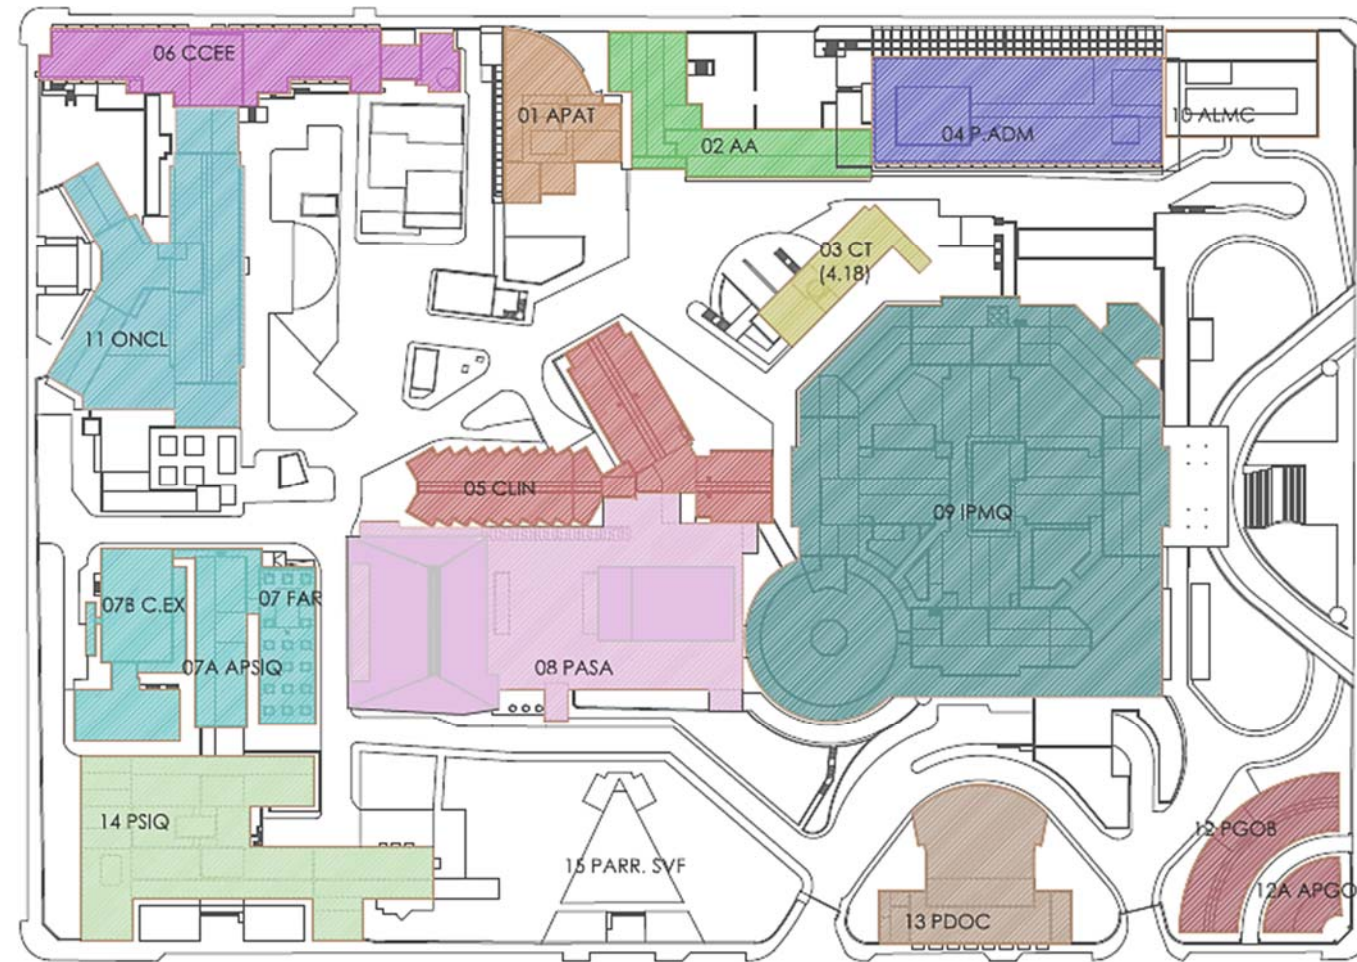 06 CCEE
01 APAT
02 AA
04 P.ADM
10 ALMC
03 CT
(4.18)
11 ONCL
05 CLIN
09 IPMQ
07B C.EX
07 FAR
07A APSIQ
08 PASA
14 PSIQ
15 PARR. SVF
12 PGOB
12A APGO
13 PDOC